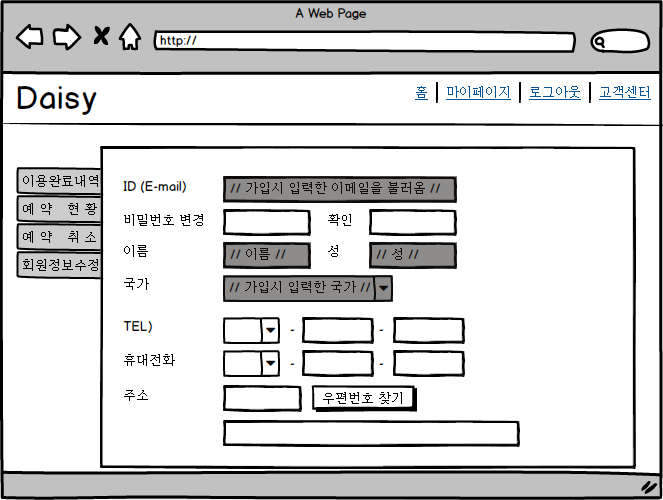 A Web Page
http://
Daisy
홈 마이페이지 로그아웃 고객센터
이용완료내역
예 약 현 황
예 약 취 소
회원정보수정
ID (E-mail) // 가입시 입력한 이메일을 불러옴 //
비밀번호 변경 확인
이름 // 이름 // 성 // 성 //
국가 // 가입시 입력한 국가 //
TEL) - -
휴대전화 - -
주소 우편번호 찾기